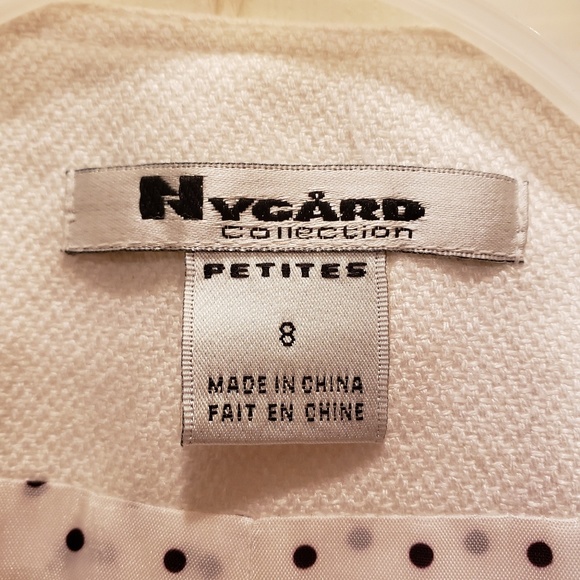 NYGÅRD
Collection
PETITES
8
MADE IN CHINA
FAIT EN CHINE